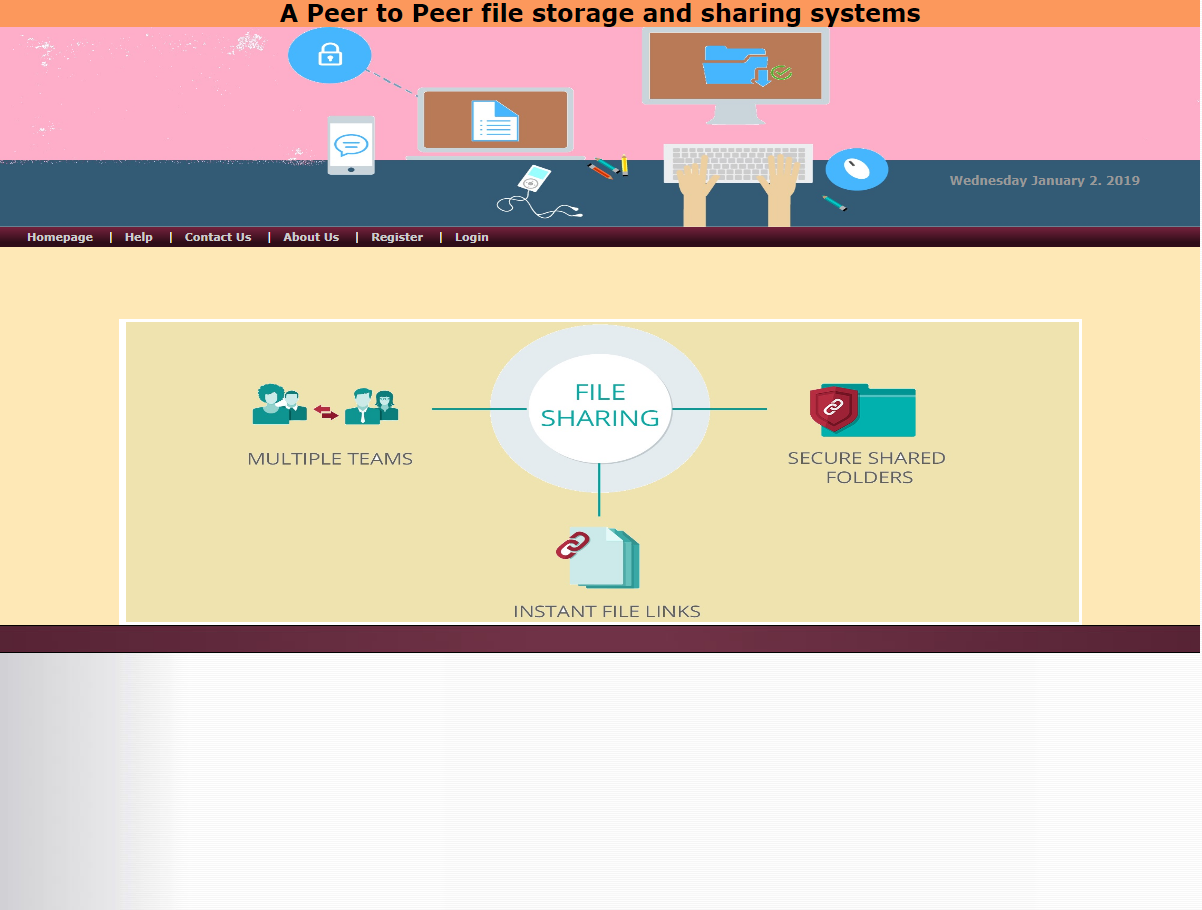 A Peer to Peer file storage and sharing systems
Wednesday January 2. 2019
Homepage | Help | Contact Us | About Us | Register | Login
FILE
SHARING
MULTIPLE TEAMS
SECURE SHARED
FOLDERS
INSTANT FILE LINKS